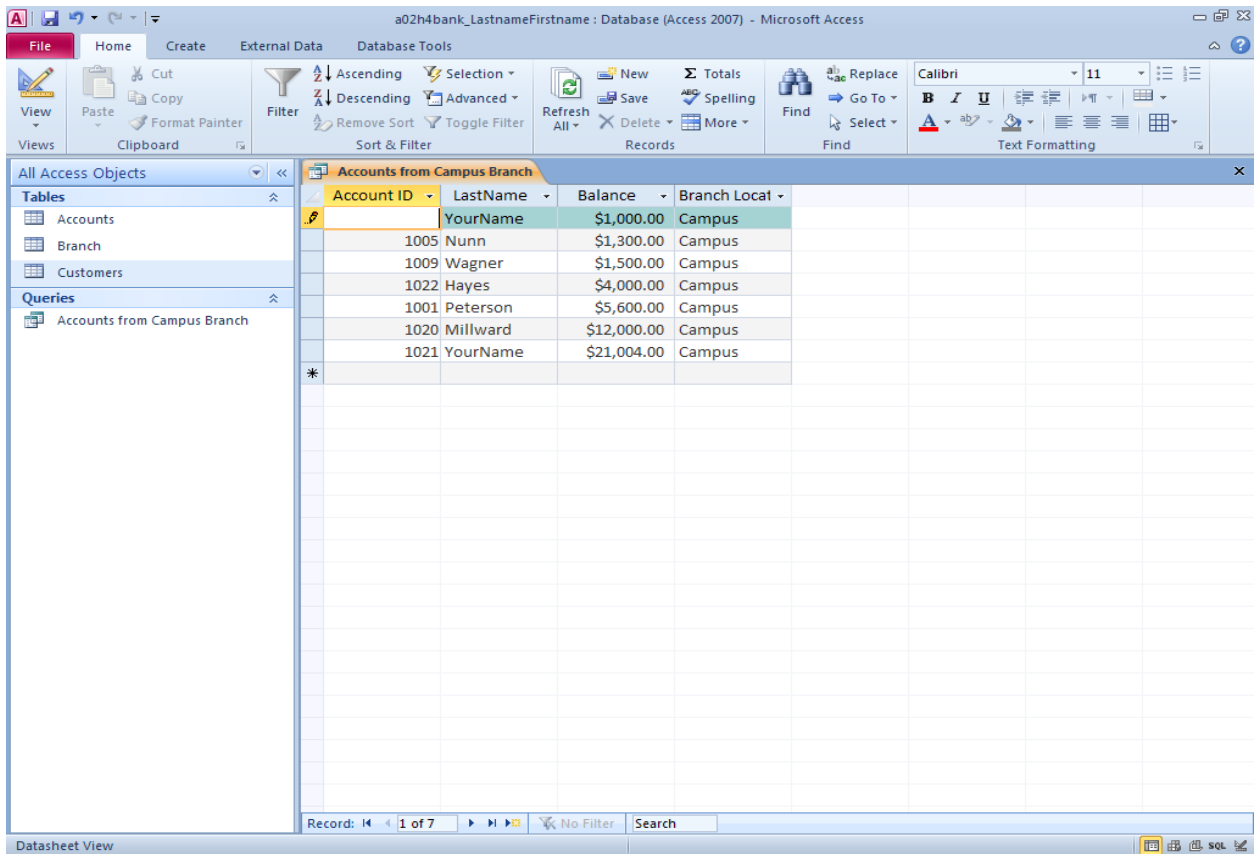 a02h4bank_LastnameFirstname : Database (Access 2007) - Microsoft Access
File Home Create External Data Database Tools
View
Views
Paste
Cut
Copy
Format Painter
Clipboard
Filter
Ascending
Descending
Remove Sort
Selection
Advanced
Toggle Filter
Sort & Filter
Refresh
All
New
Save
Delete
Totals
Spelling
More
Records
Find
Replace
Go To
Select
Find
Calibri 11
B I U
A ab
Text Formatting
All Access Objects
Tables
Accounts
Branch
Customers
Queries
Accounts from Campus Branch
Accounts from Campus Branch
Account ID LastName Balance Branch Locat
YourName $1,000.00 Campus
1005 Nunn $1,300.00 Campus
1009 Wagner $1,500.00 Campus
1022 Hayes $4,000.00 Campus
1001 Peterson $5,600.00 Campus
1020 Millward $12,000.00 Campus
1021 YourName $21,004.00 Campus
Record: 1 of 7 No Filter Search
Datasheet View SQL